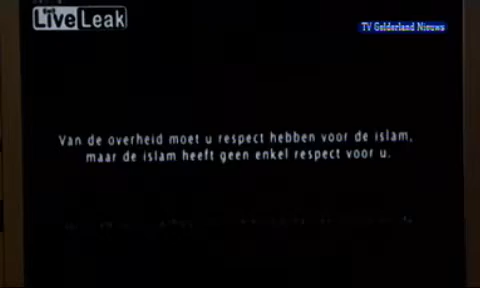 LiveLeak
TV Gelderland Nieuws
Van de overheid moet u respect hebben voor de islam,
maar de islam heeft geen enkel respect voor u.